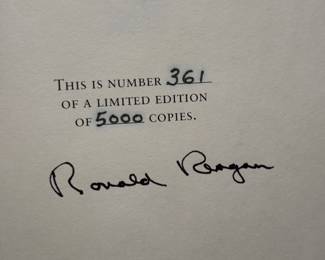 THIS IS NUMBER 361
OF A LIMITED EDITION
OF 5000 COPIES.
Ronald Reagan